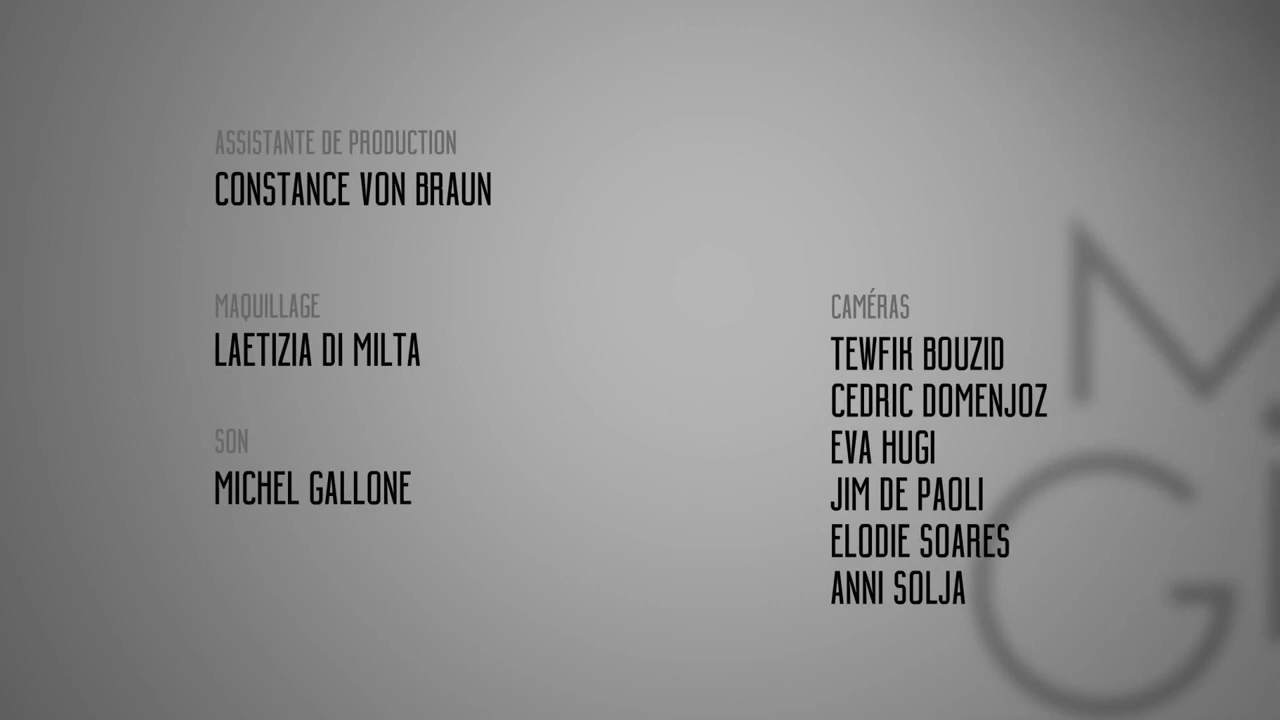 ASSISTANTE DE PRODUCTION
CONSTANCE VON BRAUN
MAQUILLAGE
LAETIZIA DI MILTA
SON
MICHEL GALLONE
CAMÉRAS
TEWFIK BOUZID
CEDRIC DOMENJOZ
EVA HUGI
JIM DE PAOLI
ELODIE SOARES
ANNI SOLJA